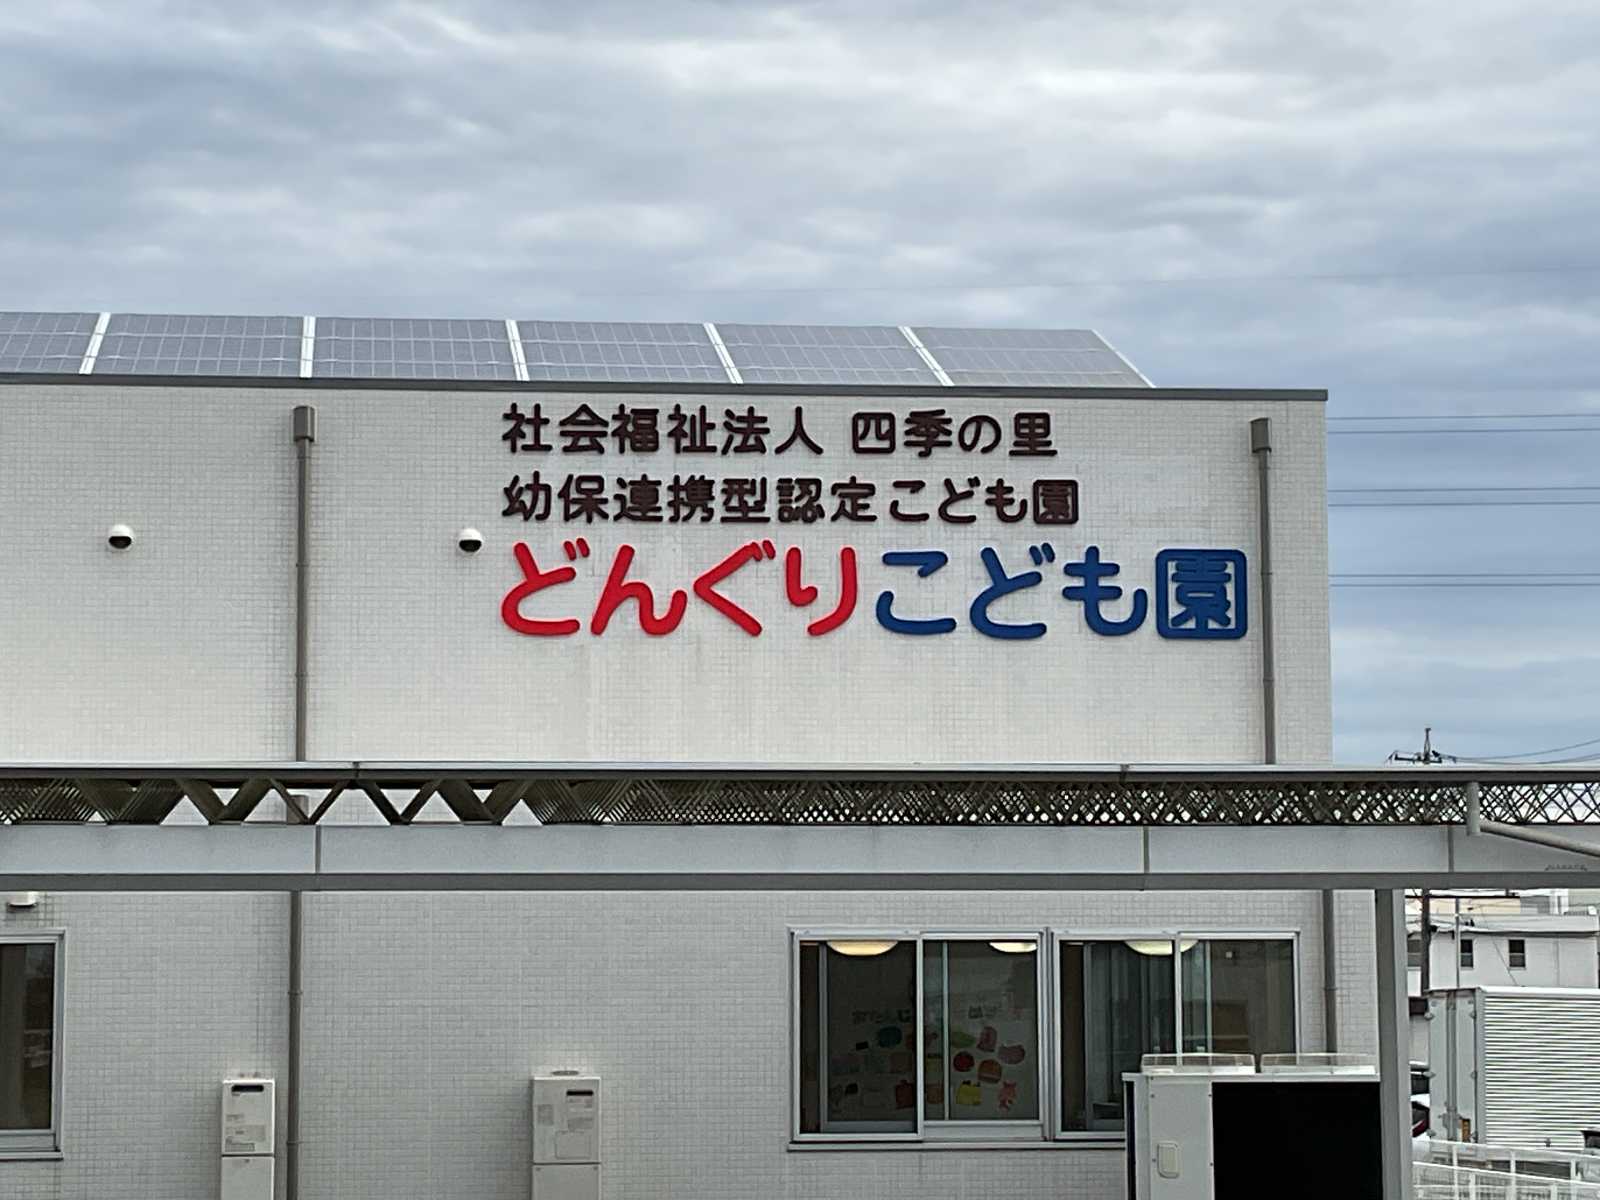 社会福祉法人 四季の里
幼保連携型認定こども園
どんぐりこども園